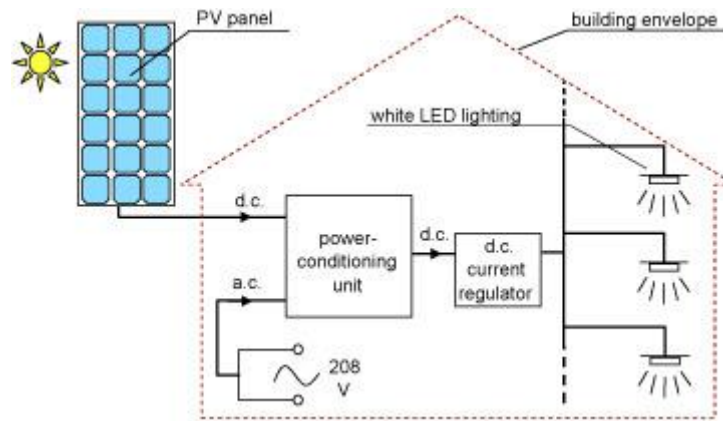 PV panel
building envelope
white LED lighting
d.c.
power-
conditioning
unit
d.c.
d.c.
current
regulator
a.c.
208
V